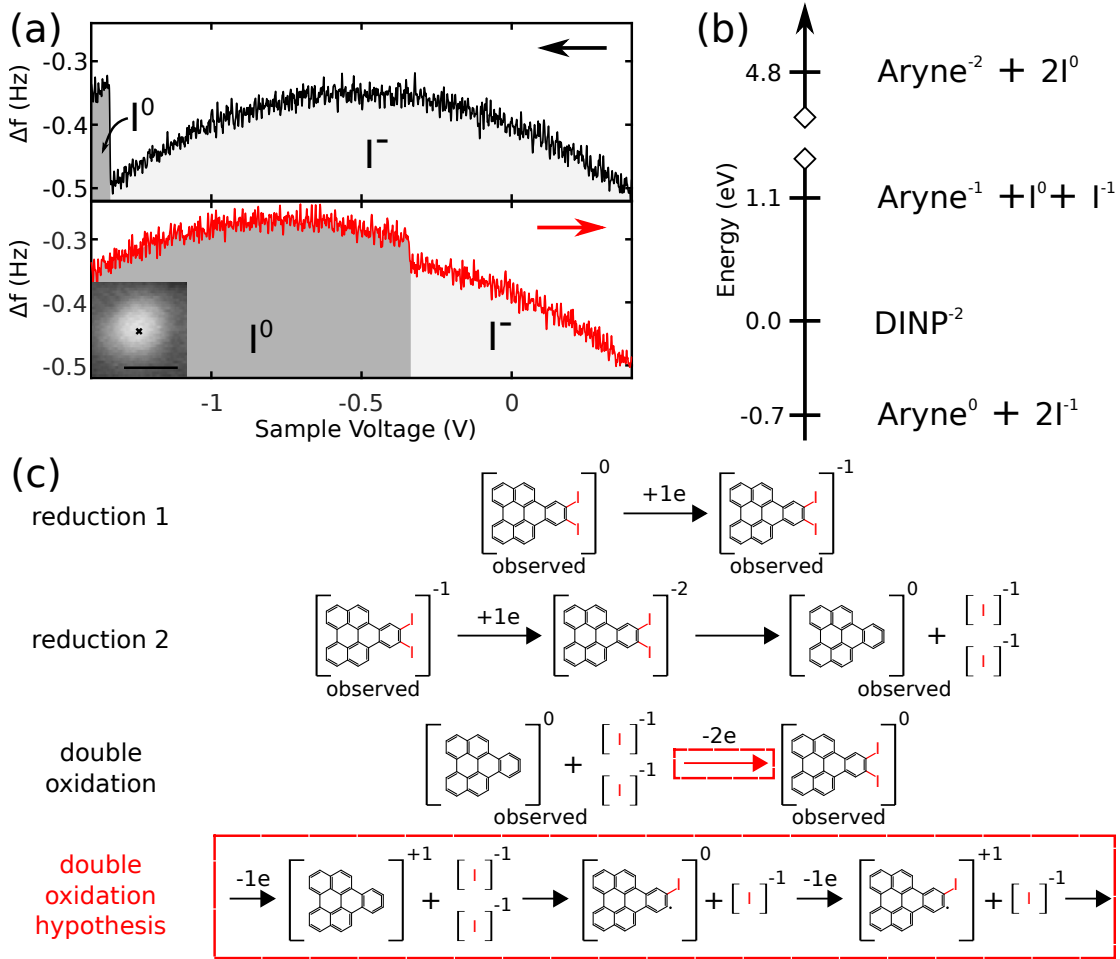 (a)
Δf (Hz)
-0.3
-0.4
-0.5
I⁰
I⁻
Δf (Hz)
-0.3
-0.4
-0.5
I⁰
I⁻
-1 -0.5 0
Sample Voltage (V)
(b)
Energy (eV)
4.8 Aryne⁻² + 2I⁰
1.1 Aryne⁻¹ +I⁰+ I⁻¹
0.0 DINP⁻²
-0.7 Aryne⁰ + 2I⁻¹
(c)
reduction 1
I I 0 +1e I I -1
observed observed
reduction 2
I I -1 +1e I I -2 0 + [I]-1 [I]-1
observed observed
double
oxidation
0 + [I]-1 [I]-1 -2e I I 0
observed observed
double
oxidation
hypothesis
-1e +1 + [I]-1 [I]-1 I 0 + [I]-1 -1e I +1 + [I]-1